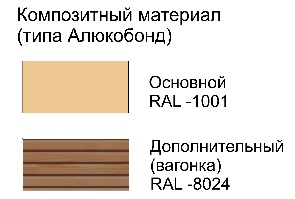 Композитный материал
(типа Алюкобонд)
Основной
RAL -1001
Дополнительный
(вагонка)
RAL -8024